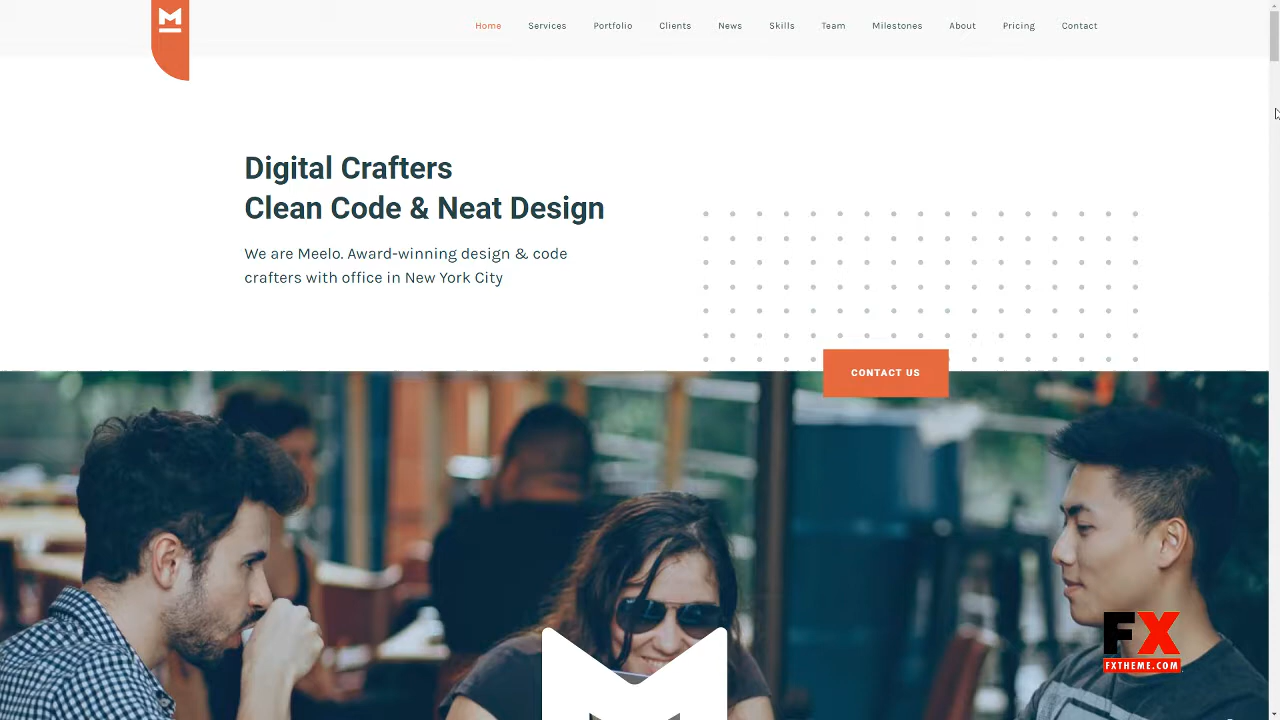 M
Home Services Portfolio Clients News Skills Team Milestones About Pricing Contact
Digital Crafters
Clean Code & Neat Design
We are Meelo. Award-winning design & code
crafters with office in New York City
CONTACT US
FX
FXTHEME.COM